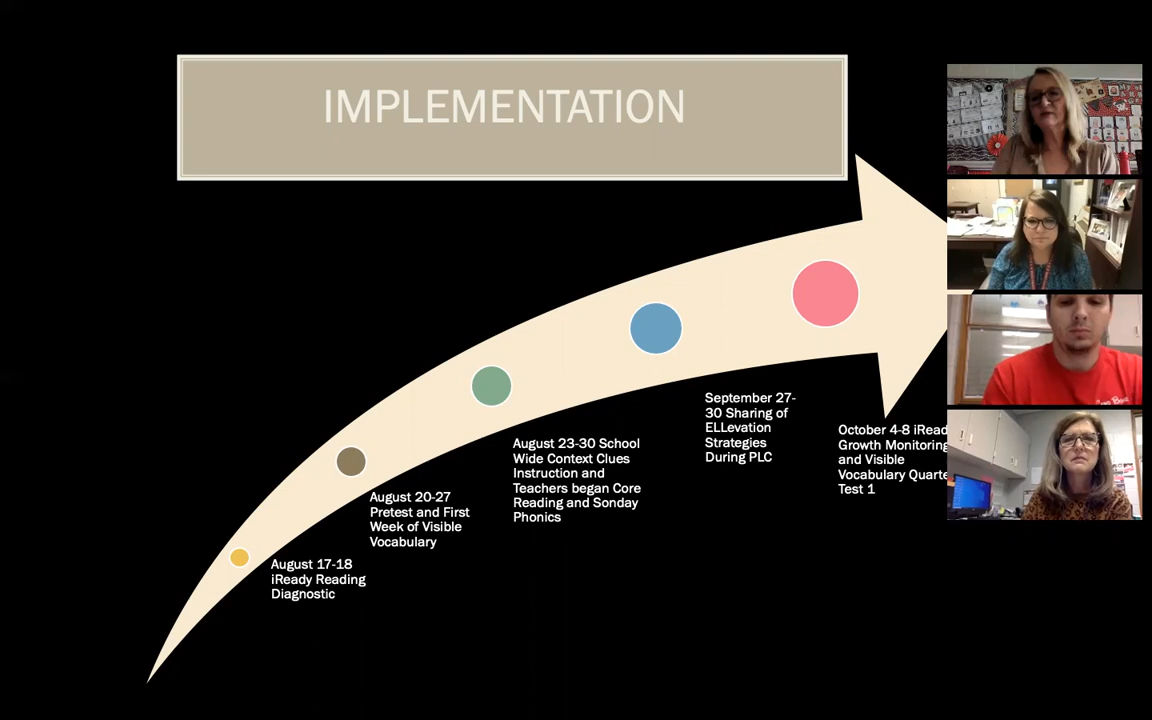 IMPLEMENTATION
August 17-18
iReady Reading
Diagnostic
August 20-27
Pretest and First
Week of Visible
Vocabulary
August 23-30 School
Wide Context Clues
Instruction and
Teachers began Core
Reading and Sonday
Phonics
September 27-
30 Sharing of
ELLevation
Strategies
During PLC
October 4-8
Growth Monitoring
and Visible
Vocabulary
Test 1